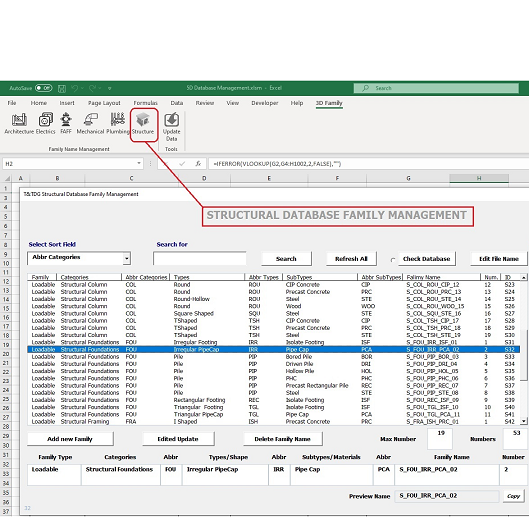 AutoSave Off 5D Database Management.xlsm - Excel Search
File Home Insert Page Layout Formulas Data Review View Developer Help 3D Family
Architecture Electrics FAFF Mechanical Plumbing Structure Update Data
Family Name Management Tools
H2 =IFERROR(VLOOKUP(G2,G4:H1002,2,FALSE),"")
A B C D E F G H I
T&TDG Structural Database Family Management
STRUCTURAL DATABASE FAMILY MANAGEMENT
Select Sort Field Search for
Abbr Categories Search Refresh All Check Database Edit File Name
Family Categories Abbr Categories Types Abbr Types SubTypes Abbr SubTypes Falimy Name Num. ID
Loadable Structural Column COL Round ROU CIP Concrete CIP S_COL_ROU_CIP_12 12 S23
Loadable Structural Column COL Round ROU Precast Concrete PRC S_COL_ROU_PRC_13 13 S24
Loadable Structural Column COL Round-Hollow ROU Steel STE S_COL_ROU_STE_14 14 S25
Loadable Structural Column COL Round ROU Wood WOO S_COL_ROU_WOO_15 15 S26
Loadable Structural Column COL Square Shaped SQU Steel STE S_COL_SQU_STE_16 16 S27
Loadable Structural Column COL TShaped TSH CIP Concrete CIP S_COL_TSH_CIP_17 17 S28
Loadable Structural Column COL TShaped TSH Precast Concrete PRC S_COL_TSH_PRC_18 18 S29
Loadable Structural Column COL TShaped TSH Steel STE S_COL_TSH_STE_19 19 S30
Loadable Structural Foundations FOU Irregular Footing IRR Isolate Footing ISF S_FOU_IRR_ISF_01 1 S31
Loadable Structural Foundations FOU Irregular PipeCap IRR Pipe Cap PCA S_FOU_IRR_PCA_02 2 S32
Loadable Structural Foundations FOU Pile PIP Bored Pile BOR S_FOU_PIP_BOR_03 3 S33
Loadable Structural Foundations FOU Pile PIP Driven Pile DRI S_FOU_PIP_DRI_04 4 S34
Loadable Structural Foundations FOU Pile PIP Hollow Pile HOL S_FOU_PIP_HOL_05 5 S35
Loadable Structural Foundations FOU Pile PIP PHC PHC S_FOU_PIP_PHC_06 6 S36
Loadable Structural Foundations FOU Pile PIP Precast Rectangular Pile REC S_FOU_PIP_REC_07 7 S37
Loadable Structural Foundations FOU Pile PIP Steel STE S_FOU_PIP_STE_08 8 S38
Loadable Structural Foundations FOU Rectangular Footing REC Isolate Footing ISF S_FOU_REC_ISF_09 9 S39
Loadable Structural Foundations FOU Triangular Footing TGL Isolate Footing ISF S_FOU_TGL_ISF_10 10 S40
Loadable Structural Foundations FOU Triangular PipeCap TGL Pipe Cap PCA S_FOU_TGL_PCA_11 11 S41
Loadable Structural Framing FRA I Shaped ISH Precast Concrete PRC S_FRA_ISH_PRC_01 1 S42
Add new Family Edited Update Delete Family Name Max Number 19 Numbers 53
Family Type Categories Abbr Types/Shape Abbr Subtypes/Materials Abbr Family Name Number
Loadable Structural Foundations FOU Irregular PipeCap IRR Pipe Cap PCA S_FOU_IRR_PCA_02 2
Preview Name S_FOU_IRR_PCA_02 Copy